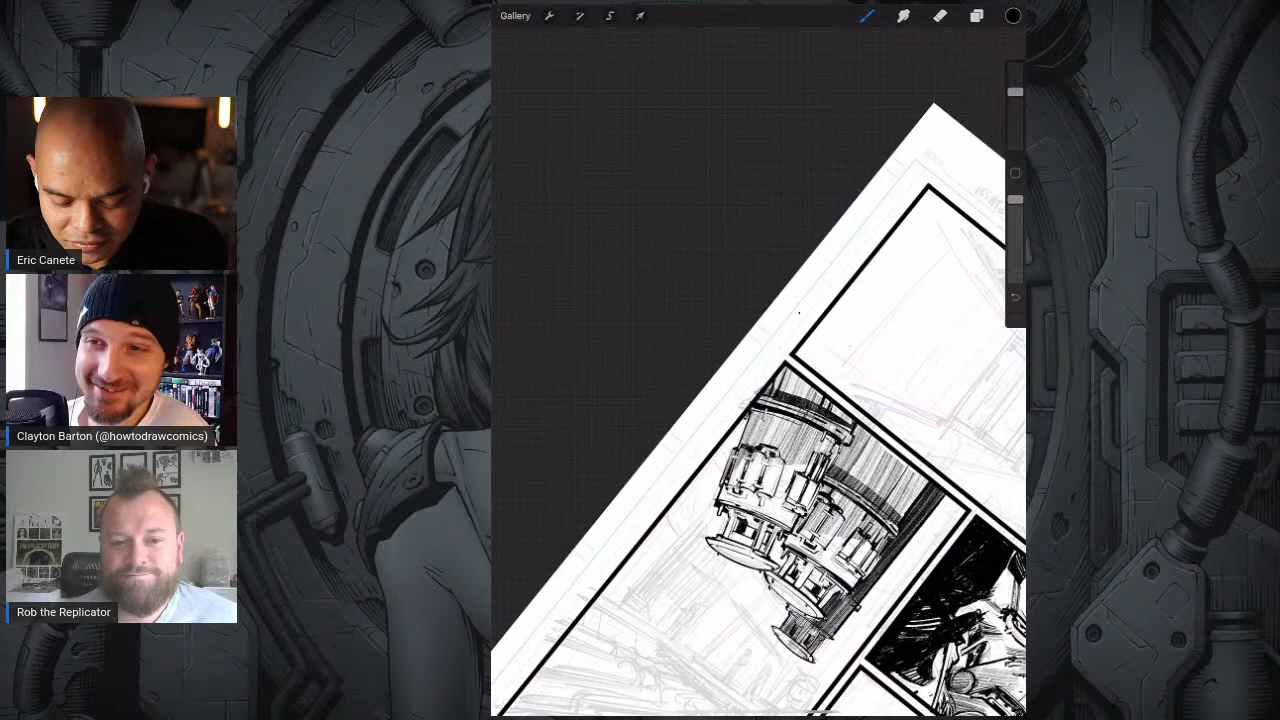 Gallery
Eric Canete
Clayton Barton (@howtodrawcomics)
Rob the Replicator